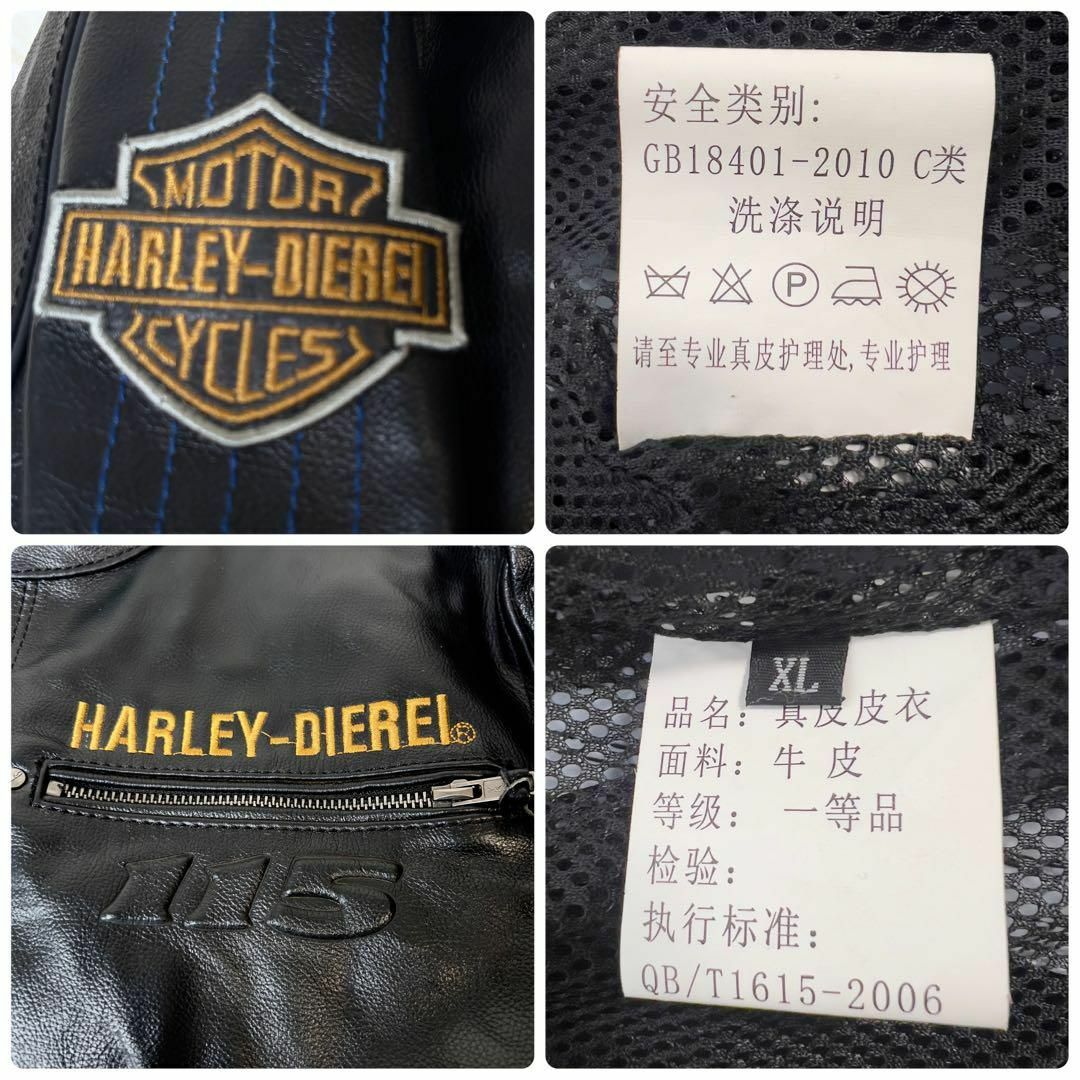 MOTOR
HARLEY-DIEREI
CYCLES
安全类别:
GB18401-2010 C类
洗涤说明
P
请至专业真皮护理处,专业护理
HARLEY-DIEREI®
115
XL
品名: 真皮皮衣
面料: 牛皮
等级: 一等品
检验:
执行标准:
QB/T1615-2006